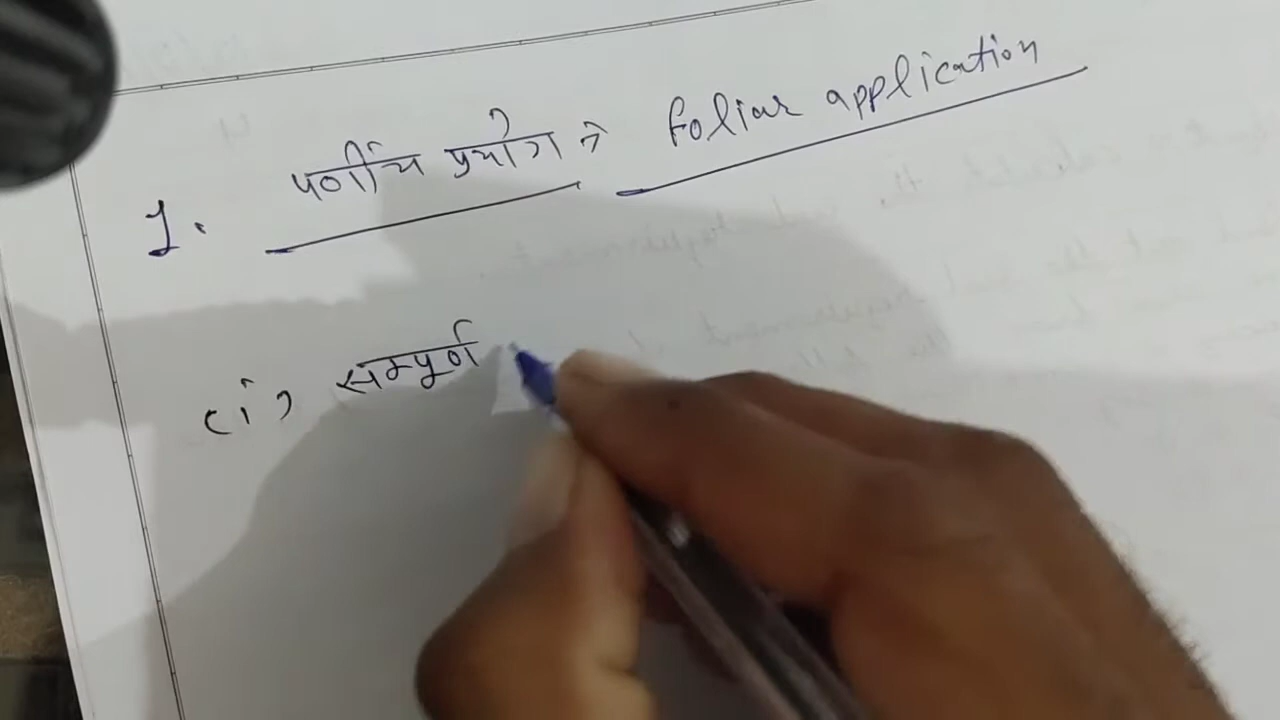 1. पर्णीय प्रयोग → Foliar application
(i) सम्पूर्ण